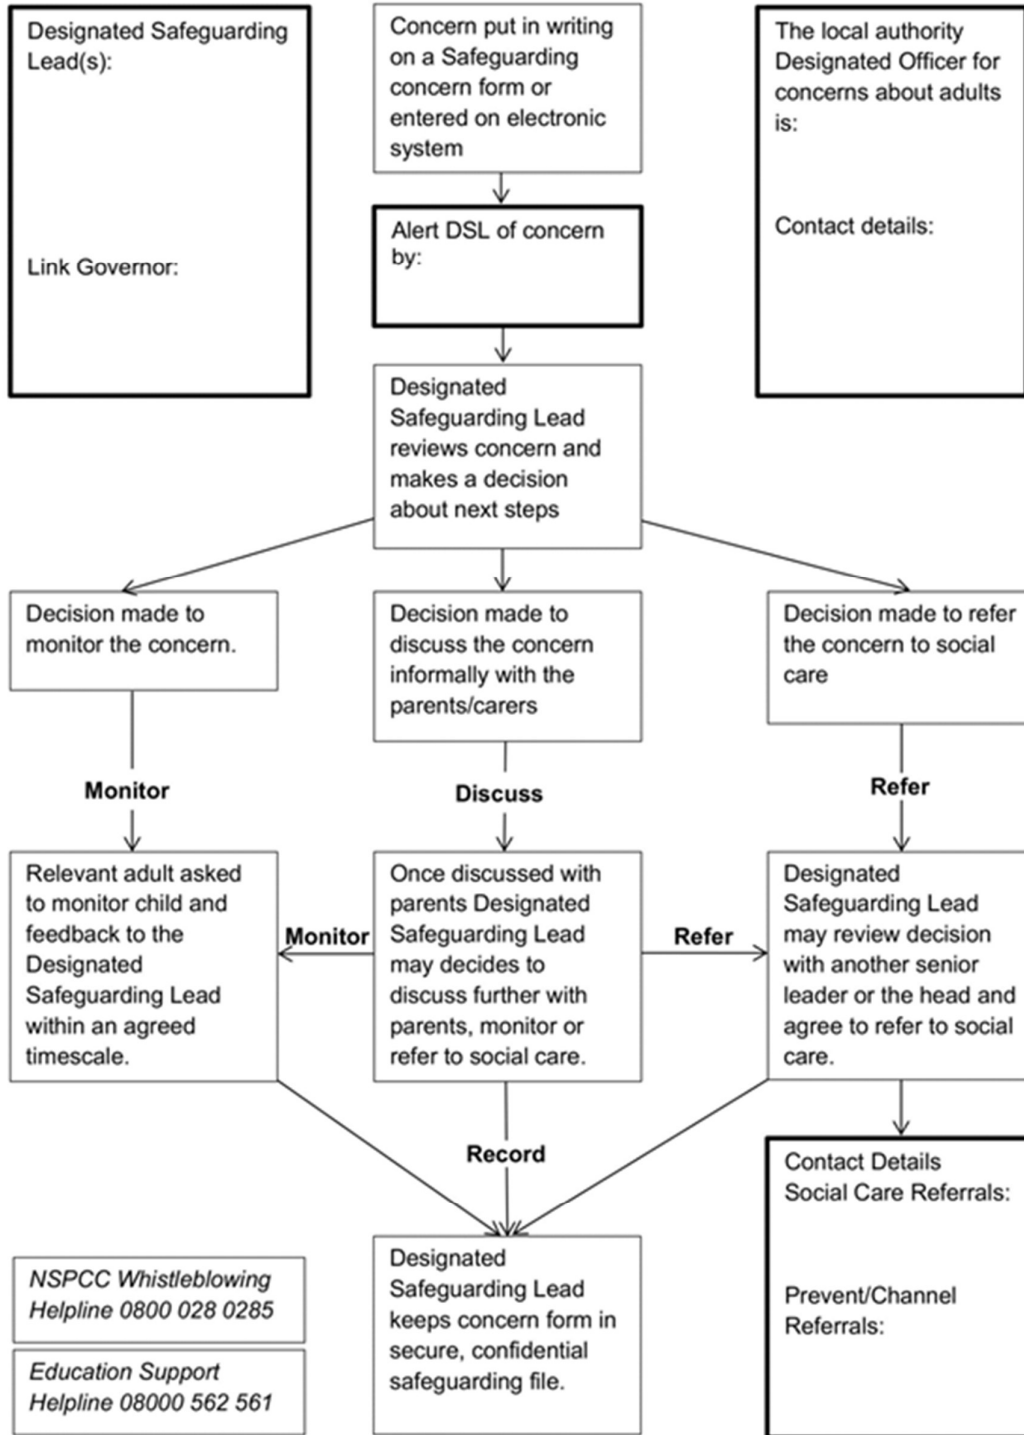 Designated Safeguarding
Lead(s):
Link Governor:
Concern put in writing
on a Safeguarding
concern form or
entered on electronic
system
The local authority
Designated Officer for
concerns about adults
is:
Contact details:
Alert DSL of concern
by:
Designated
Safeguarding Lead
reviews concern and
makes a decision
about next steps
Decision made to
monitor the concern.
Decision made to
discuss the concern
informally with the
parents/carers
Decision made to refer
the concern to social
care
Monitor
Discuss
Refer
Relevant adult asked
to monitor child and
feedback to the
Designated
Safeguarding Lead
within an agreed
timescale.
Monitor
Once discussed with
parents Designated
Safeguarding Lead
may decides to
discuss further with
parents, monitor or
refer to social care.
Refer
Designated
Safeguarding Lead
may review decision
with another senior
leader or the head and
agree to refer to social
care.
Record
Contact Details
Social Care Referrals:
Prevent/Channel
Referrals:
Designated
Safeguarding Lead
keeps concern form in
secure, confidential
safeguarding file.
NSPCC Whistleblowing
Helpline 0800 028 0285
Education Support
Helpline 08000 562 561